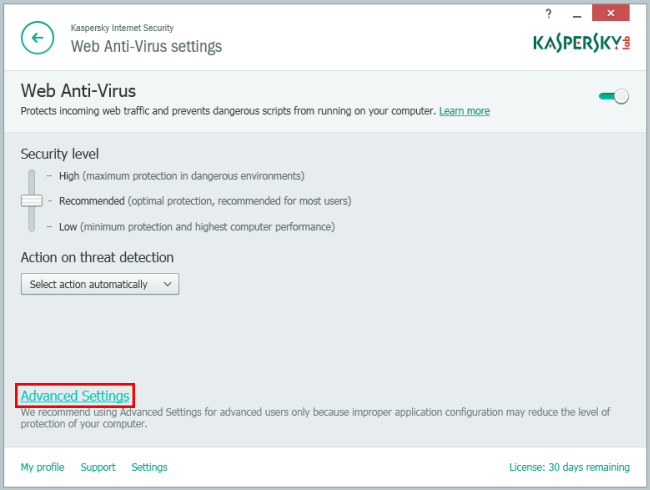 Kaspersky Internet Security
Web Anti-Virus settings
?
KASPERSKY lab
Web Anti-Virus
Protects incoming web traffic and prevents dangerous scripts from running on your computer. Learn more
Security level
– High (maximum protection in dangerous environments)
– Recommended (optimal protection, recommended for most users)
– Low (minimum protection and highest computer performance)
Action on threat detection
Select action automatically
Advanced Settings
We recommend using Advanced Settings for advanced users only because improper application configuration may reduce the level of
protection of your computer.
My profile Support Settings License: 30 days remaining